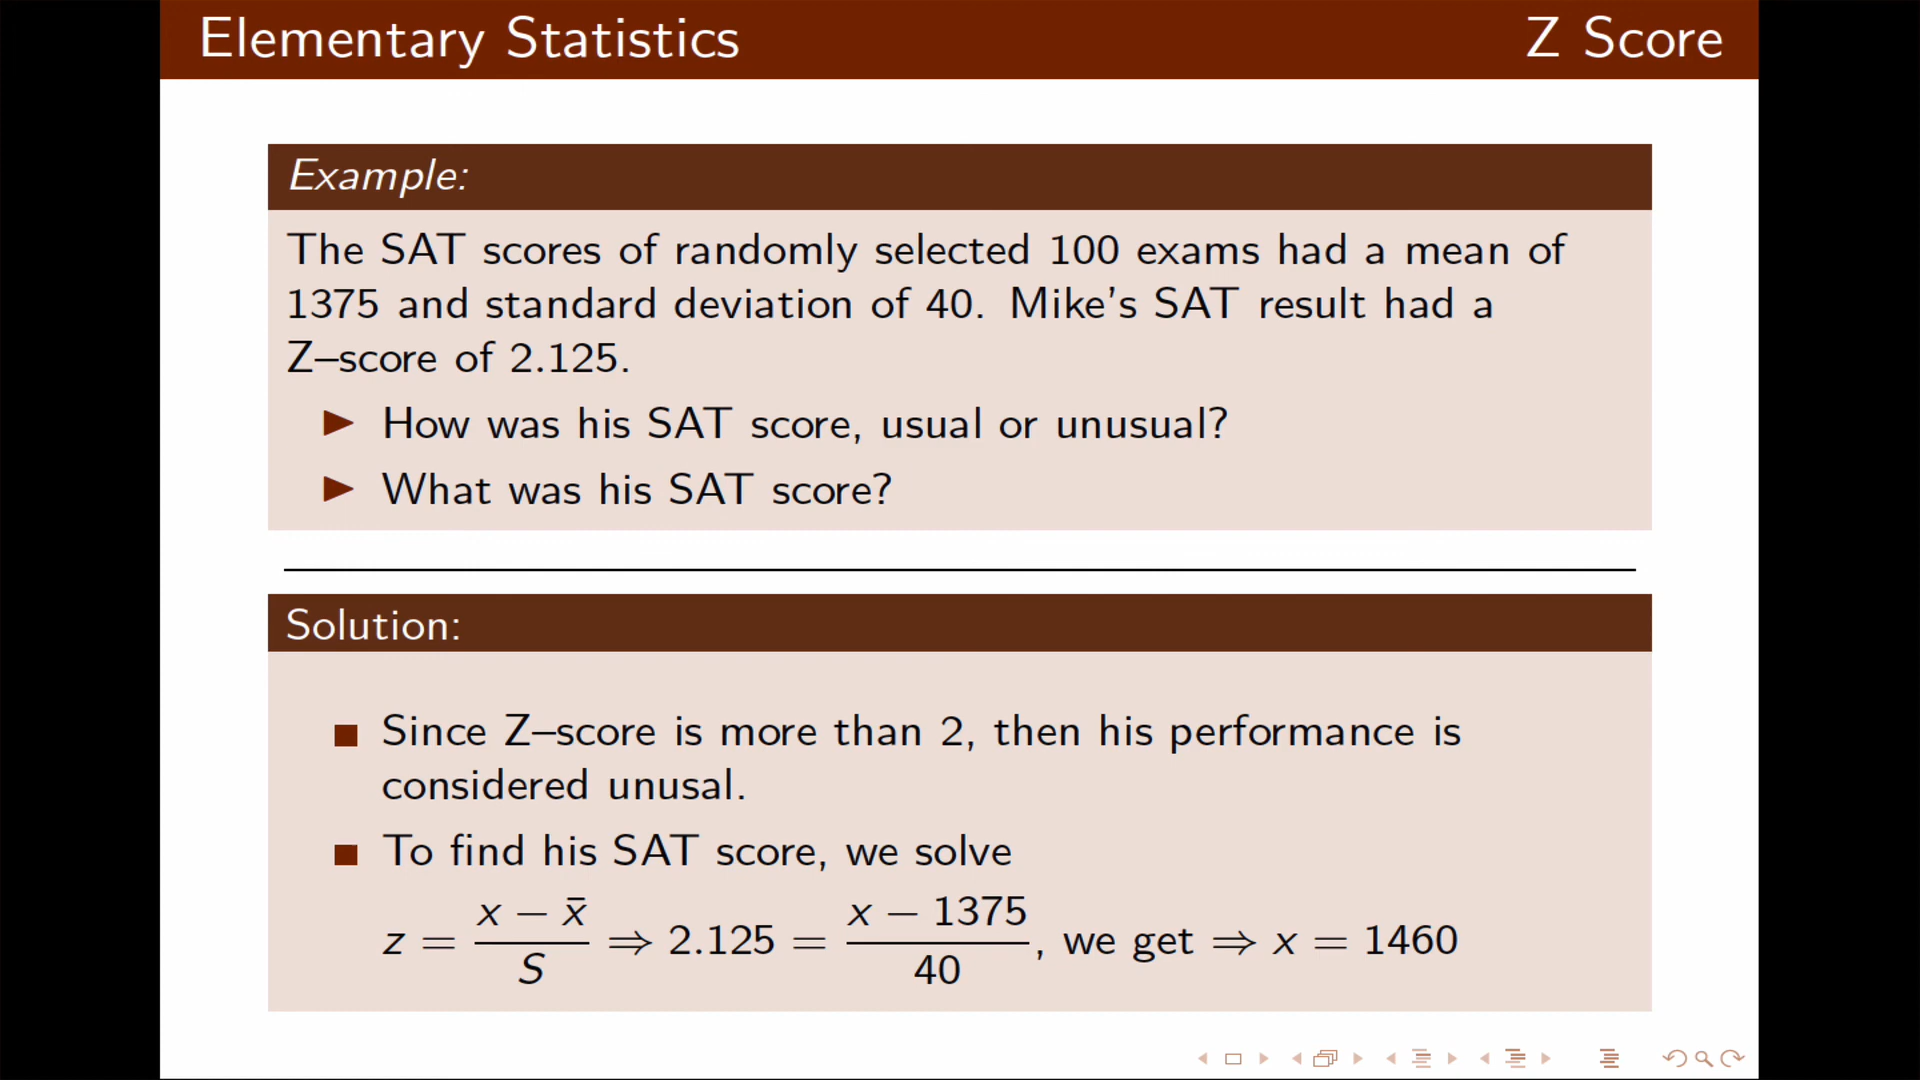 Elementary Statistics Z Score
Example:
The SAT scores of randomly selected 100 exams had a mean of
1375 and standard deviation of 40. Mike's SAT result had a
Z–score of 2.125.
▶ How was his SAT score, usual or unusual?
▶ What was his SAT score?
Solution:
■ Since Z–score is more than 2, then his performance is
considered unusal.
■ To find his SAT score, we solve
z = (x − x̄)/S ⇒ 2.125 = (x − 1375)/40, we get ⇒ x = 1460